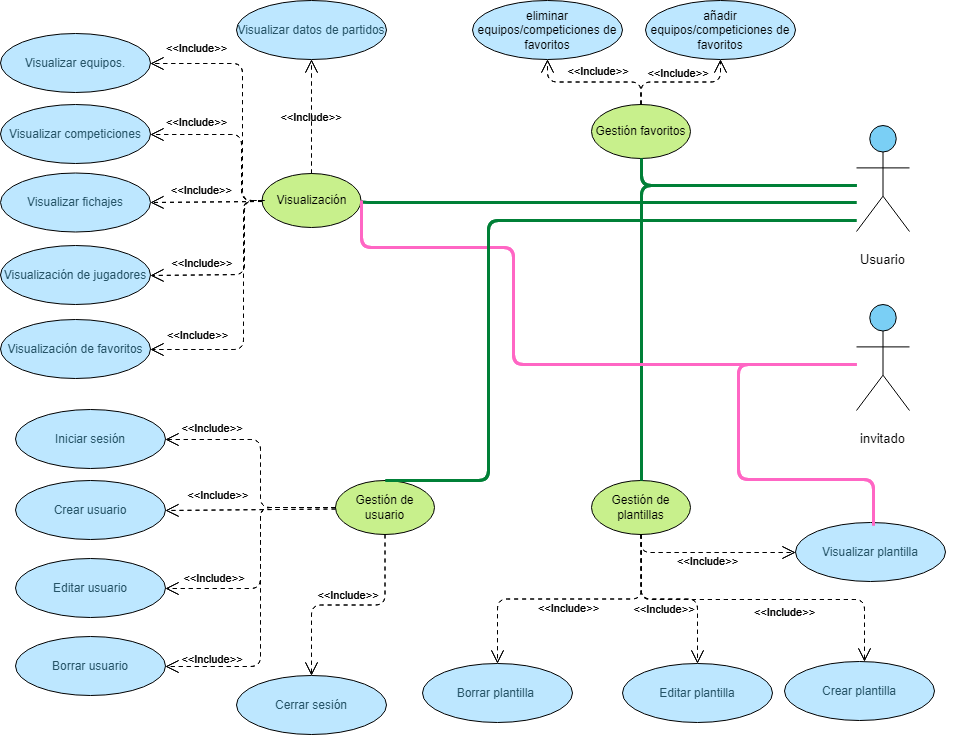 eliminar
equipos/competiciones de
favoritos
añadir
equipos/competiciones de
favoritos
Visualizar datos de partidos
<<Include>>
Visualizar equipos.
<<Include>>
<<Include>>
<<Include>>
Visualizar competiciones
<<Include>>
Gestión favoritos
<<Include>>
Visualizar fichajes
Visualización
Usuario
<<Include>>
Visualización de jugadores
<<Include>>
Visualización de favoritos
<<Include>>
Iniciar sesión
invitado
<<Include>>
Crear usuario
Gestión de
usuario
Gestión de
plantillas
Visualizar plantilla
<<Include>>
<<Include>>
Editar usuario
<<Include>>
<<Include>>
<<Include>>
<<Include>>
<<Include>>
Borrar usuario
Cerrar sesión
Borrar plantilla
Editar plantilla
Crear plantilla